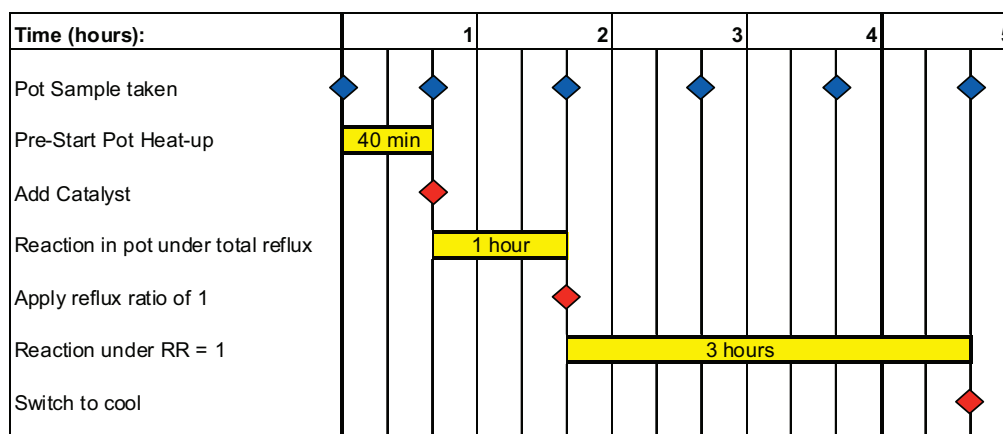 Time (hours): 1 2 3 4 5
Pot Sample taken
Pre-Start Pot Heat-up 40 min
Add Catalyst
Reaction in pot under total reflux 1 hour
Apply reflux ratio of 1
Reaction under RR = 1 3 hours
Switch to cool